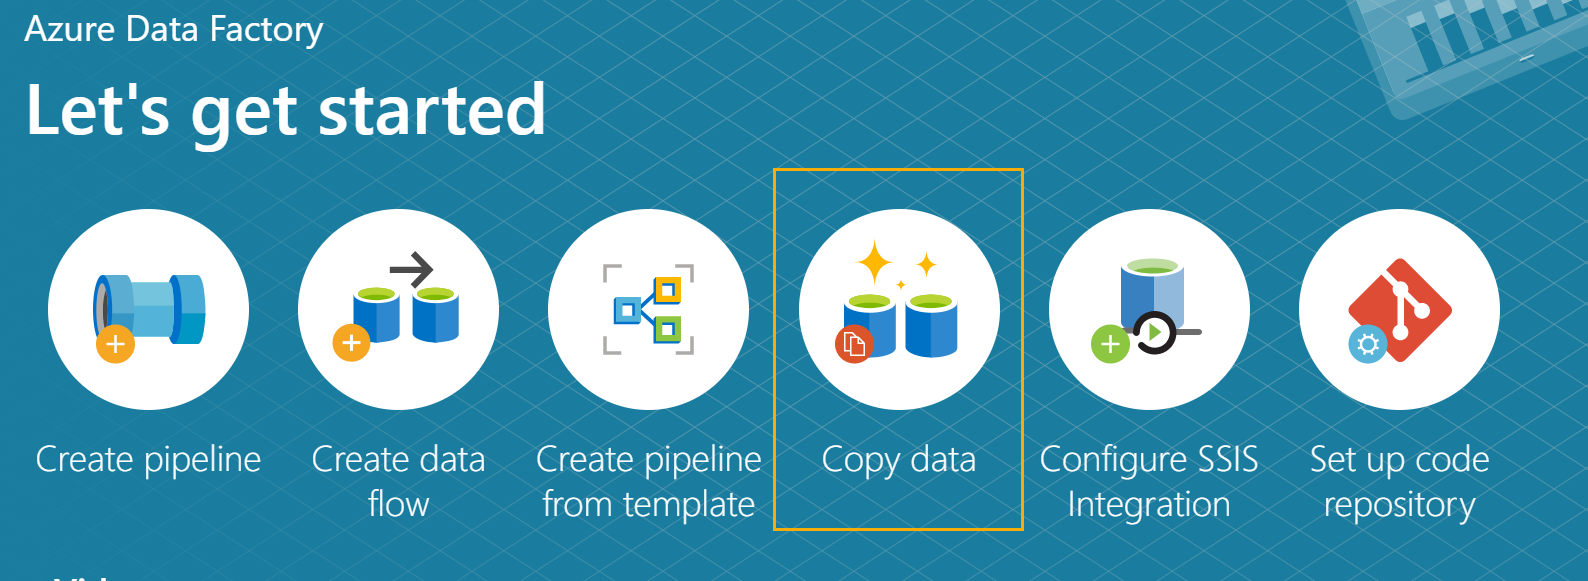 Azure Data Factory
Let's get started
Create pipeline
Create data
flow
Create pipeline
from template
Copy data
Configure SSIS
Integration
Set up code
repository